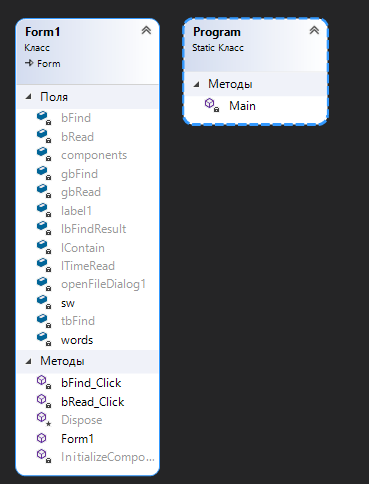 Form1
Класс
Form
Поля
bFind
bRead
components
gbFind
gbRead
label1
lbFindResult
lContain
lTimeRead
openFileDialog1
sw
tbFind
words
Методы
bFind_Click
bRead_Click
Dispose
Form1
InitializeCompo...
Program
Static Класс
Методы
Main